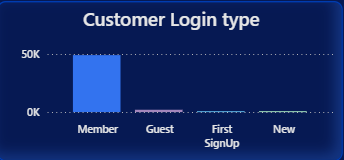 Customer Login type
50K
0K
Member Guest First New
SignUp